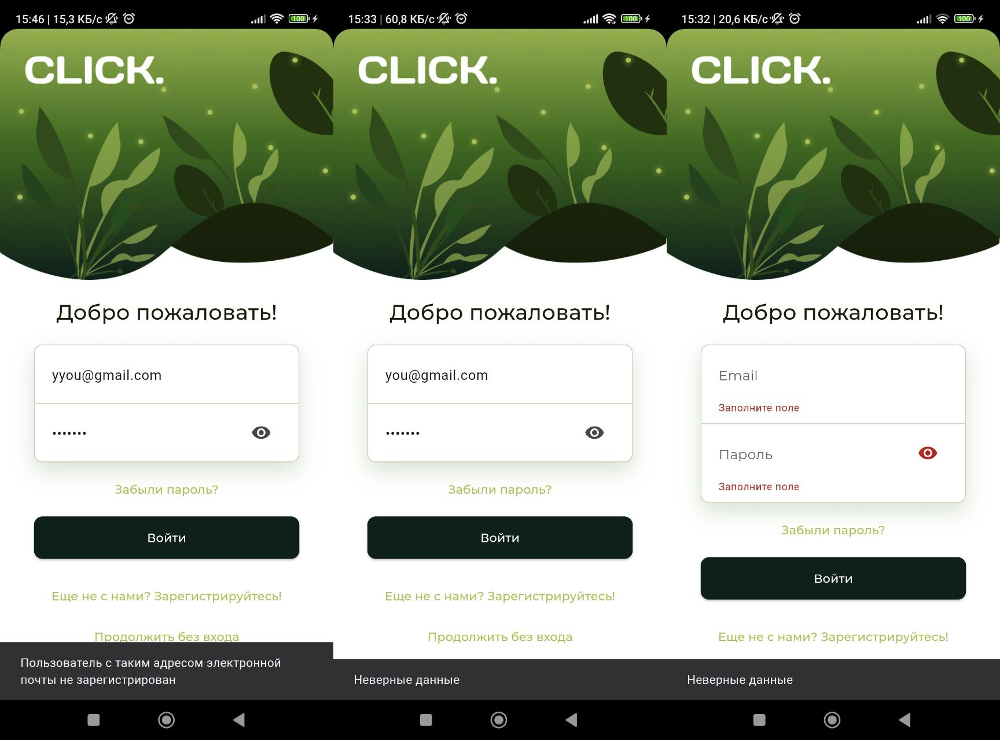 15:46 | 15,3 КБ/с
100
CLICK.
Добро пожаловать!
yyou@gmail.com
•••••••
Забыли пароль?
Войти
Еще не с нами? Зарегистрируйтесь!
Продолжить без входа
Пользователь с таким адресом электронной
почты не зарегистрирован
15:33 | 60,8 КБ/с
100
CLICK.
Добро пожаловать!
you@gmail.com
•••••••
Забыли пароль?
Войти
Еще не с нами? Зарегистрируйтесь!
Продолжить без входа
Неверные данные
15:32 | 20,6 КБ/с
100
CLICK.
Добро пожаловать!
Email
Заполните поле
Пароль
Заполните поле
Забыли пароль?
Войти
Еще не с нами? Зарегистрируйтесь!
Неверные данные